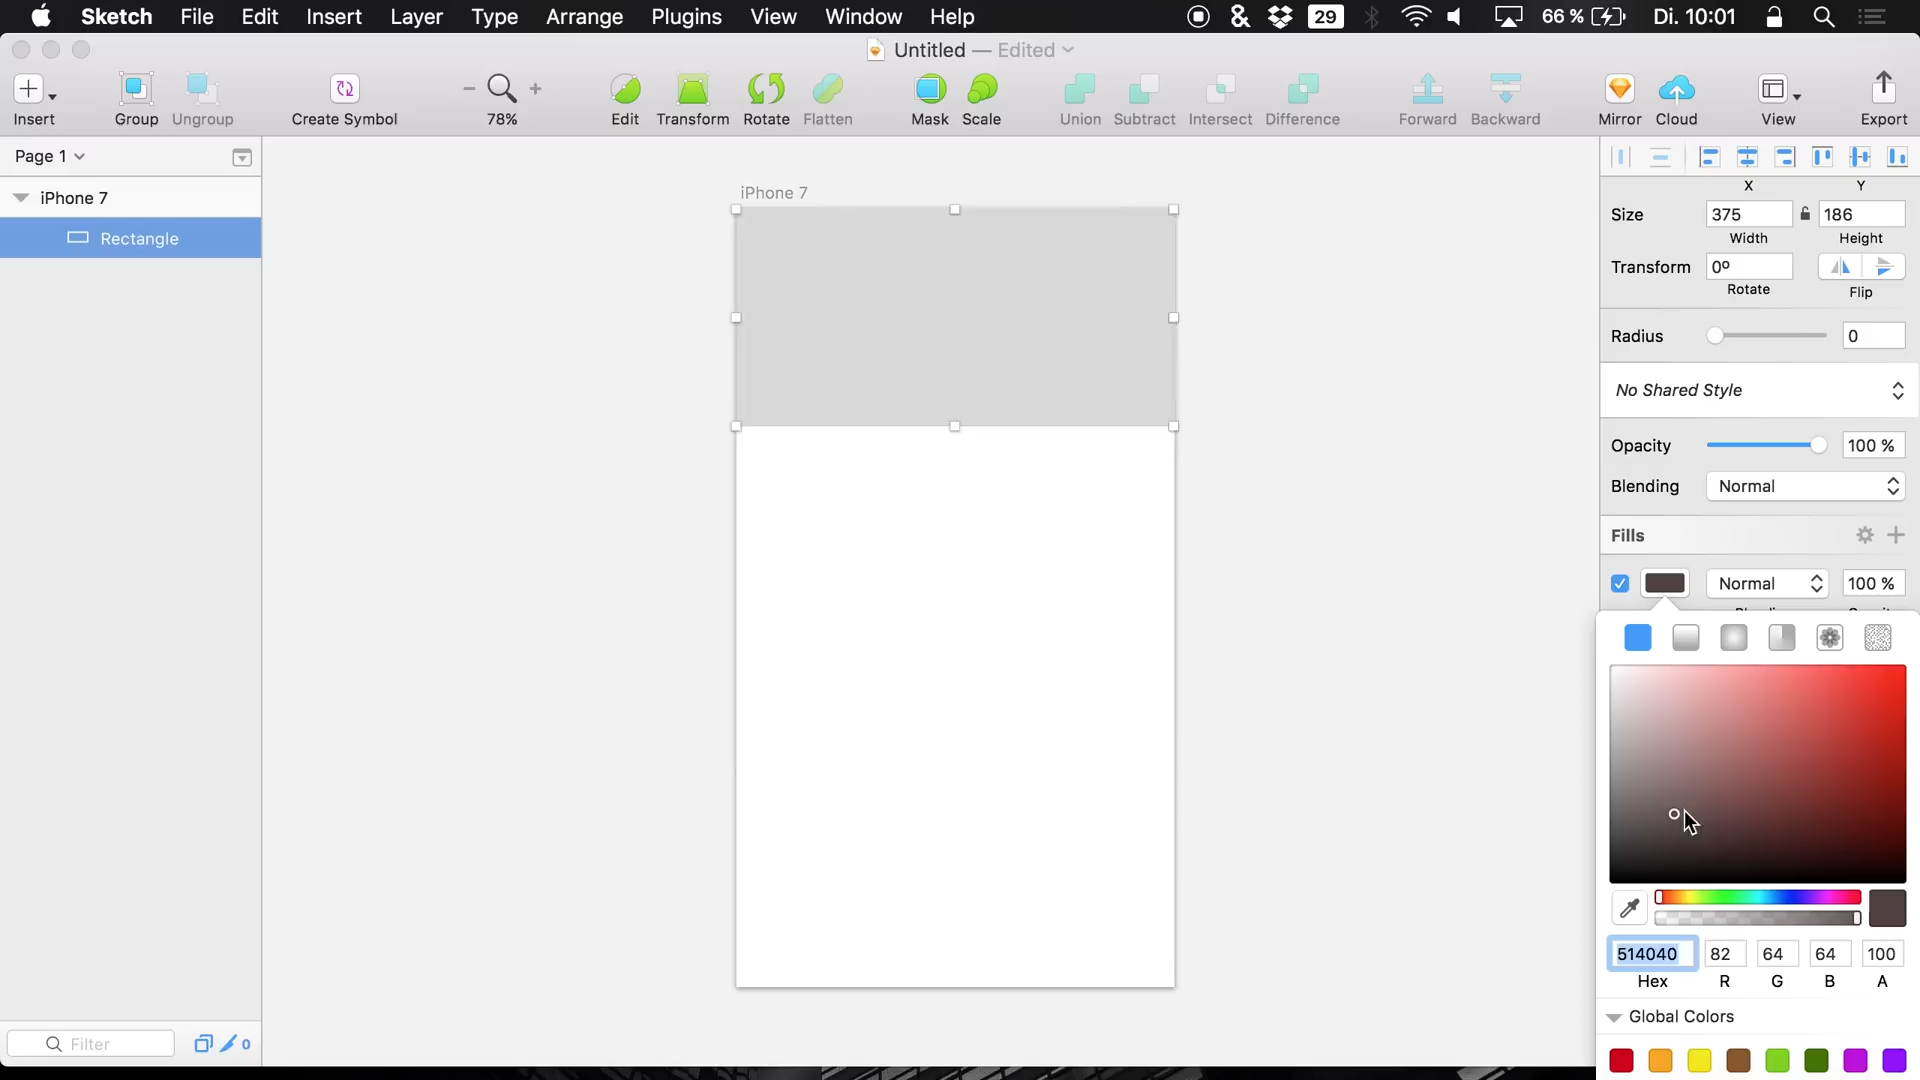 Sketch File Edit Insert Layer Type Arrange Plugins View Window Help 29 66 % Di. 10:01
Untitled — Edited
Insert Group Ungroup Create Symbol 78% Edit Transform Rotate Flatten Mask Scale Union Subtract Intersect Difference Forward Backward Mirror Cloud View Export
Page 1
iPhone 7
Rectangle
Filter
0
iPhone 7
X Y
Size 375 186
Width Height
Transform 0º
Rotate Flip
Radius 0
No Shared Style
Opacity 100 %
Blending Normal
Fills
Normal 100 %
514040 82 64 64 100
Hex R G B A
Global Colors